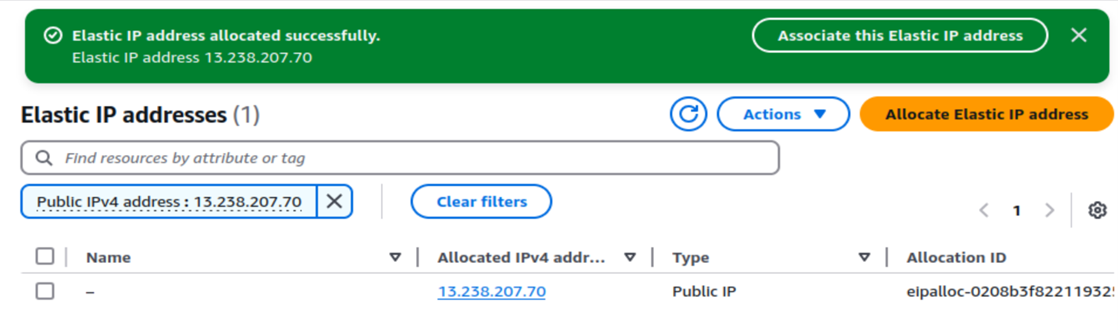 Elastic IP address allocated successfully.
Elastic IP address 13.238.207.70
Associate this Elastic IP address
Elastic IP addresses (1)
Actions
Allocate Elastic IP address
Find resources by attribute or tag
Public IPv4 address : 13.238.207.70
Clear filters
1
Name Allocated IPv4 addr... Type Allocation ID
– 13.238.207.70 Public IP eipalloc-0208b3f82211932